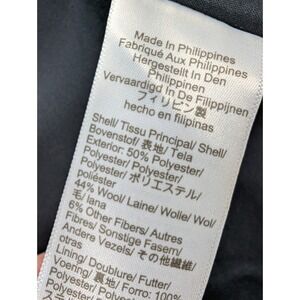 Made In Philippines
Fabriqué Aux Philippines
Hergestellt In Den
Philippinen
Vervaardigd In De Filippijnen
フィリピン製
hecho en filipinas
Shell/ Tissu Principal/ Shell/
Bovenstof/ 表地/ Tela
Exterior: 50% Polyester/
Polyester/ Polyester/
Polyester/ ポリエステル/
poliéster
44% Wool/ Laine/ Wolle/ Wol/
毛/ lana
6% Other Fibers/ Autres
Fibres/ Sonstige Fasern/
Andere Vezels/ その他繊維/
otras
Lining/ Doublure/ Futter/
Voering/ 裏地/ Forro: 100%
Polyester/ Polyester/